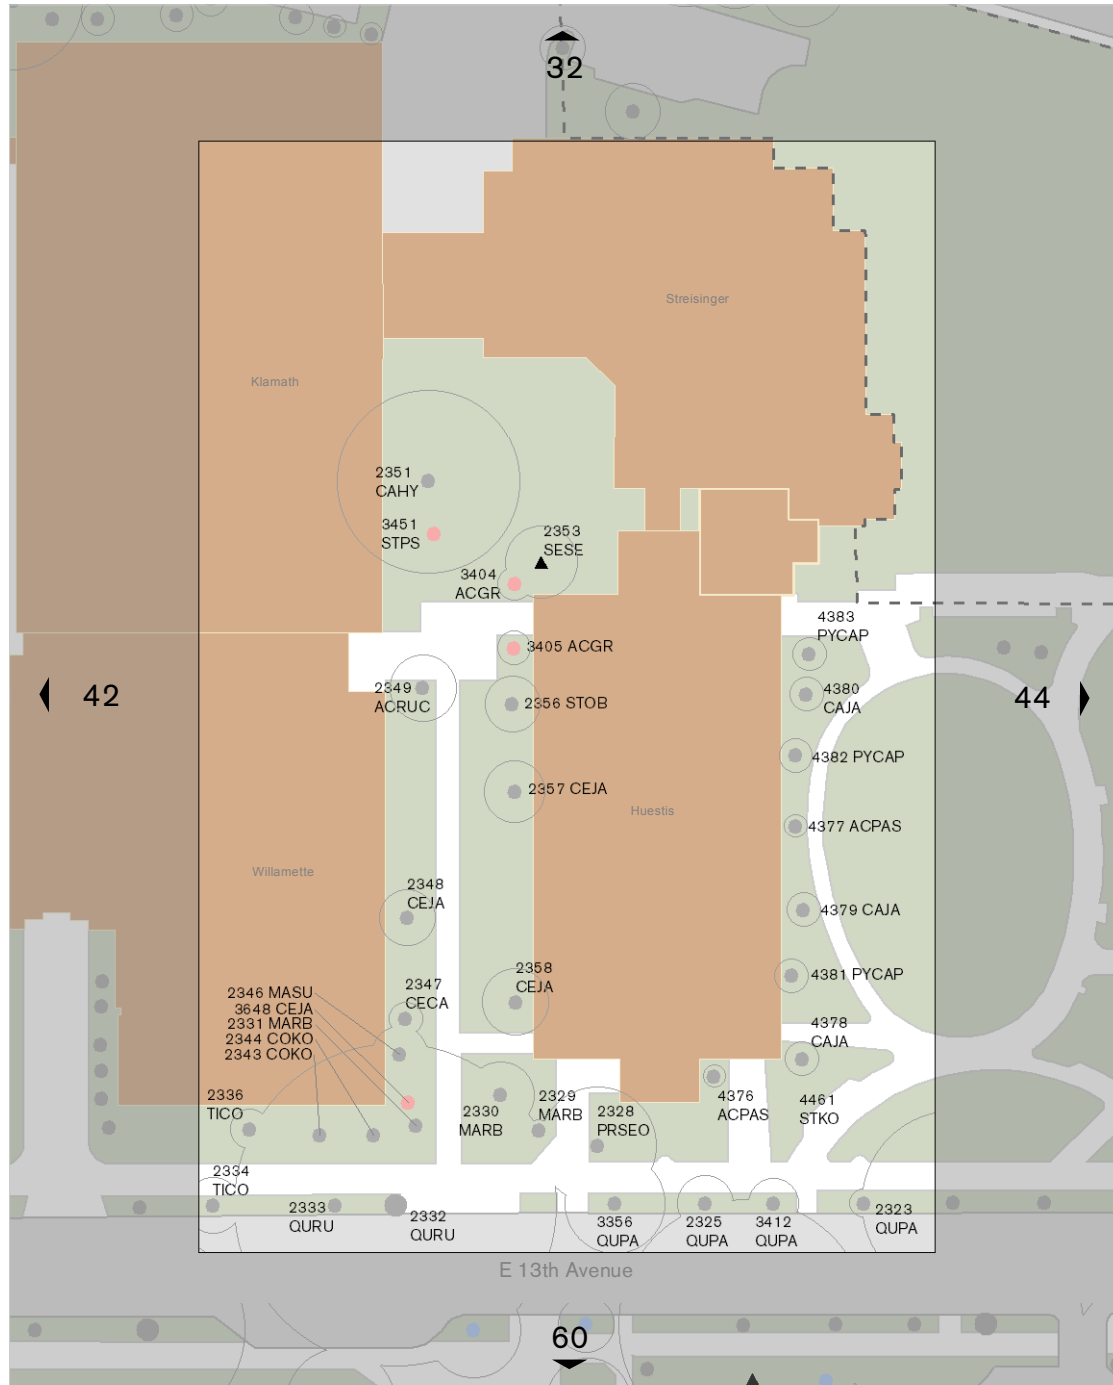 32
Streisinger
Klamath
2351
CAHY
3451
STPS
2353
SESE
3404
ACGR
4383
PYCAP
3405 ACGR
42
2349
ACRUC
2356 STOB
4380
CAJA
44
4382 PYCAP
2357 CEJA
Huestis
4377 ACPAS
Willamette
2348
CEJA
4379 CAJA
2358
CEJA
4381 PYCAP
2347
CECA
2346 MASU
3648 CEJA
2331 MARB
2344 COKO
2343 COKO
4378
CAJA
2336
TICO
2330
MARB
2329
MARB
2328
PRSEO
4376
ACPAS
4461
STKO
2334
TICO
2333
QURU
2332
QURU
3356
QUPA
2325
QUPA
3412
QUPA
2323
QUPA
E 13th Avenue
60